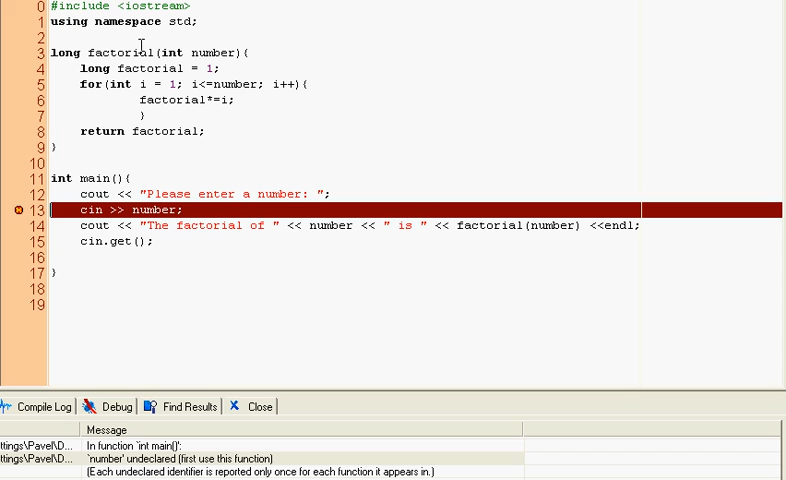 0 #include <iostream>
1 using namespace std;
2
3 long factorial(int number){
4 long factorial = 1;
5 for(int i = 1; i<=number; i++){
6 factorial*=i;
7 }
8 return factorial;
9 }
10
11 int main(){
12 cout << "Please enter a number: ";
13 cin >> number;
14 cout << "The factorial of " << number << " is " << factorial(number) <<endl;
15 cin.get();
16
17 }
18
19
Compile Log Debug Find Results Close
Message
ttings\Pavel\D... In function `int main()':
ttings\Pavel\D... `number' undeclared (first use this function)
(Each undeclared identifier is reported only once for each function it appears in.)